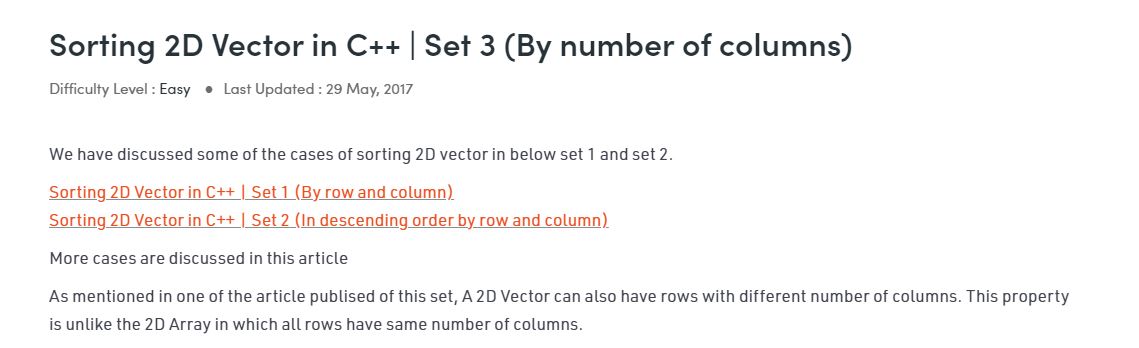 Sorting 2D Vector in C++ | Set 3 (By number of columns)
Difficulty Level : Easy ● Last Updated : 29 May, 2017
We have discussed some of the cases of sorting 2D vector in below set 1 and set 2.
Sorting 2D Vector in C++ | Set 1 (By row and column)
Sorting 2D Vector in C++ | Set 2 (In descending order by row and column)
More cases are discussed in this article
As mentioned in one of the article publised of this set, A 2D Vector can also have rows with different number of columns. This property
is unlike the 2D Array in which all rows have same number of columns.